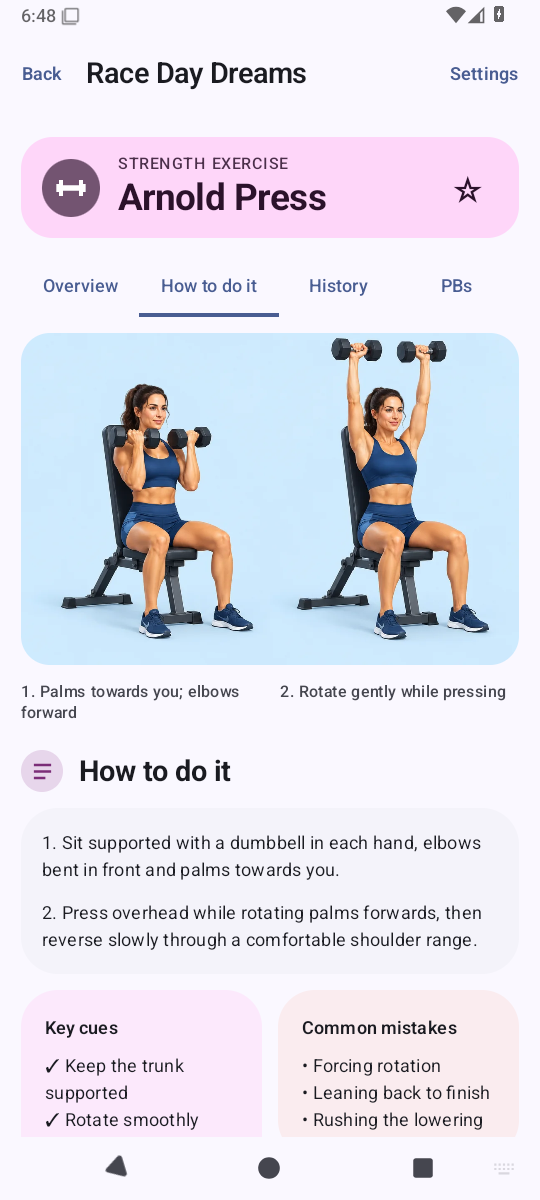 6:48
Back Race Day Dreams Settings
STRENGTH EXERCISE
Arnold Press
Overview How to do it History PBs
1. Palms towards you; elbows
forward
2. Rotate gently while pressing
How to do it
1. Sit supported with a dumbbell in each hand, elbows
bent in front and palms towards you.
2. Press overhead while rotating palms forwards, then
reverse slowly through a comfortable shoulder range.
Key cues
✓ Keep the trunk
supported
✓ Rotate smoothly
Common mistakes
• Forcing rotation
• Leaning back to finish
• Rushing the lowering